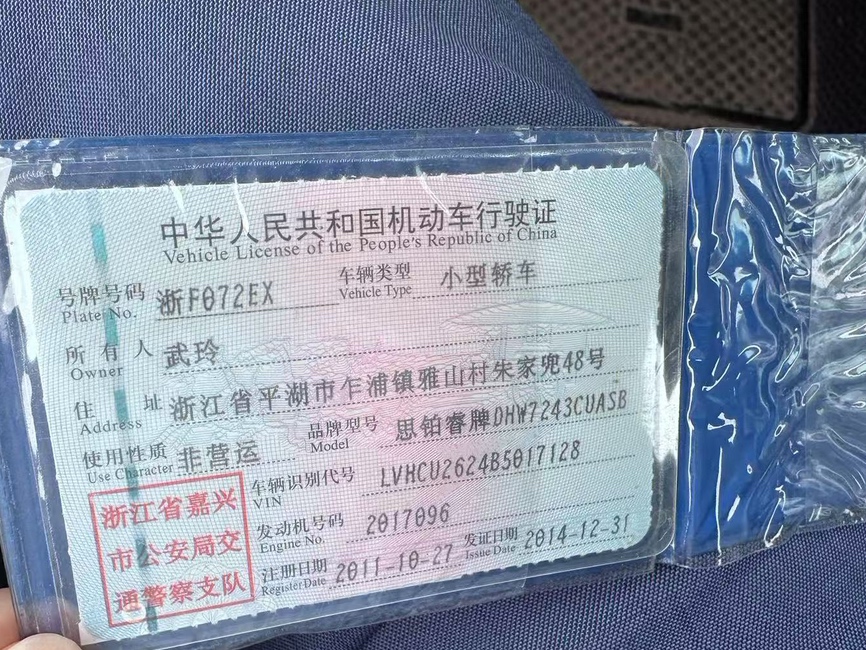 中华人民共和国机动车行驶证
Vehicle License of the People's Republic of China
号牌号码 浙F072EX 车辆类型 小型轿车
Plate No. Vehicle Type
所有人 武玲
Owner
住址 浙江省平湖市乍浦镇雅山村朱家兜48号
Address
使用性质 非营运 品牌型号 思铂睿牌DHW7243CUASB
Use Character Model
车辆识别代号 LVHCU2624B5017128
VIN
发动机号码 2017096
Engine No.
注册日期 2011-10-27 发证日期 2014-12-31
Register Date Issue Date
浙江省嘉兴
市公安局交
通警察支队